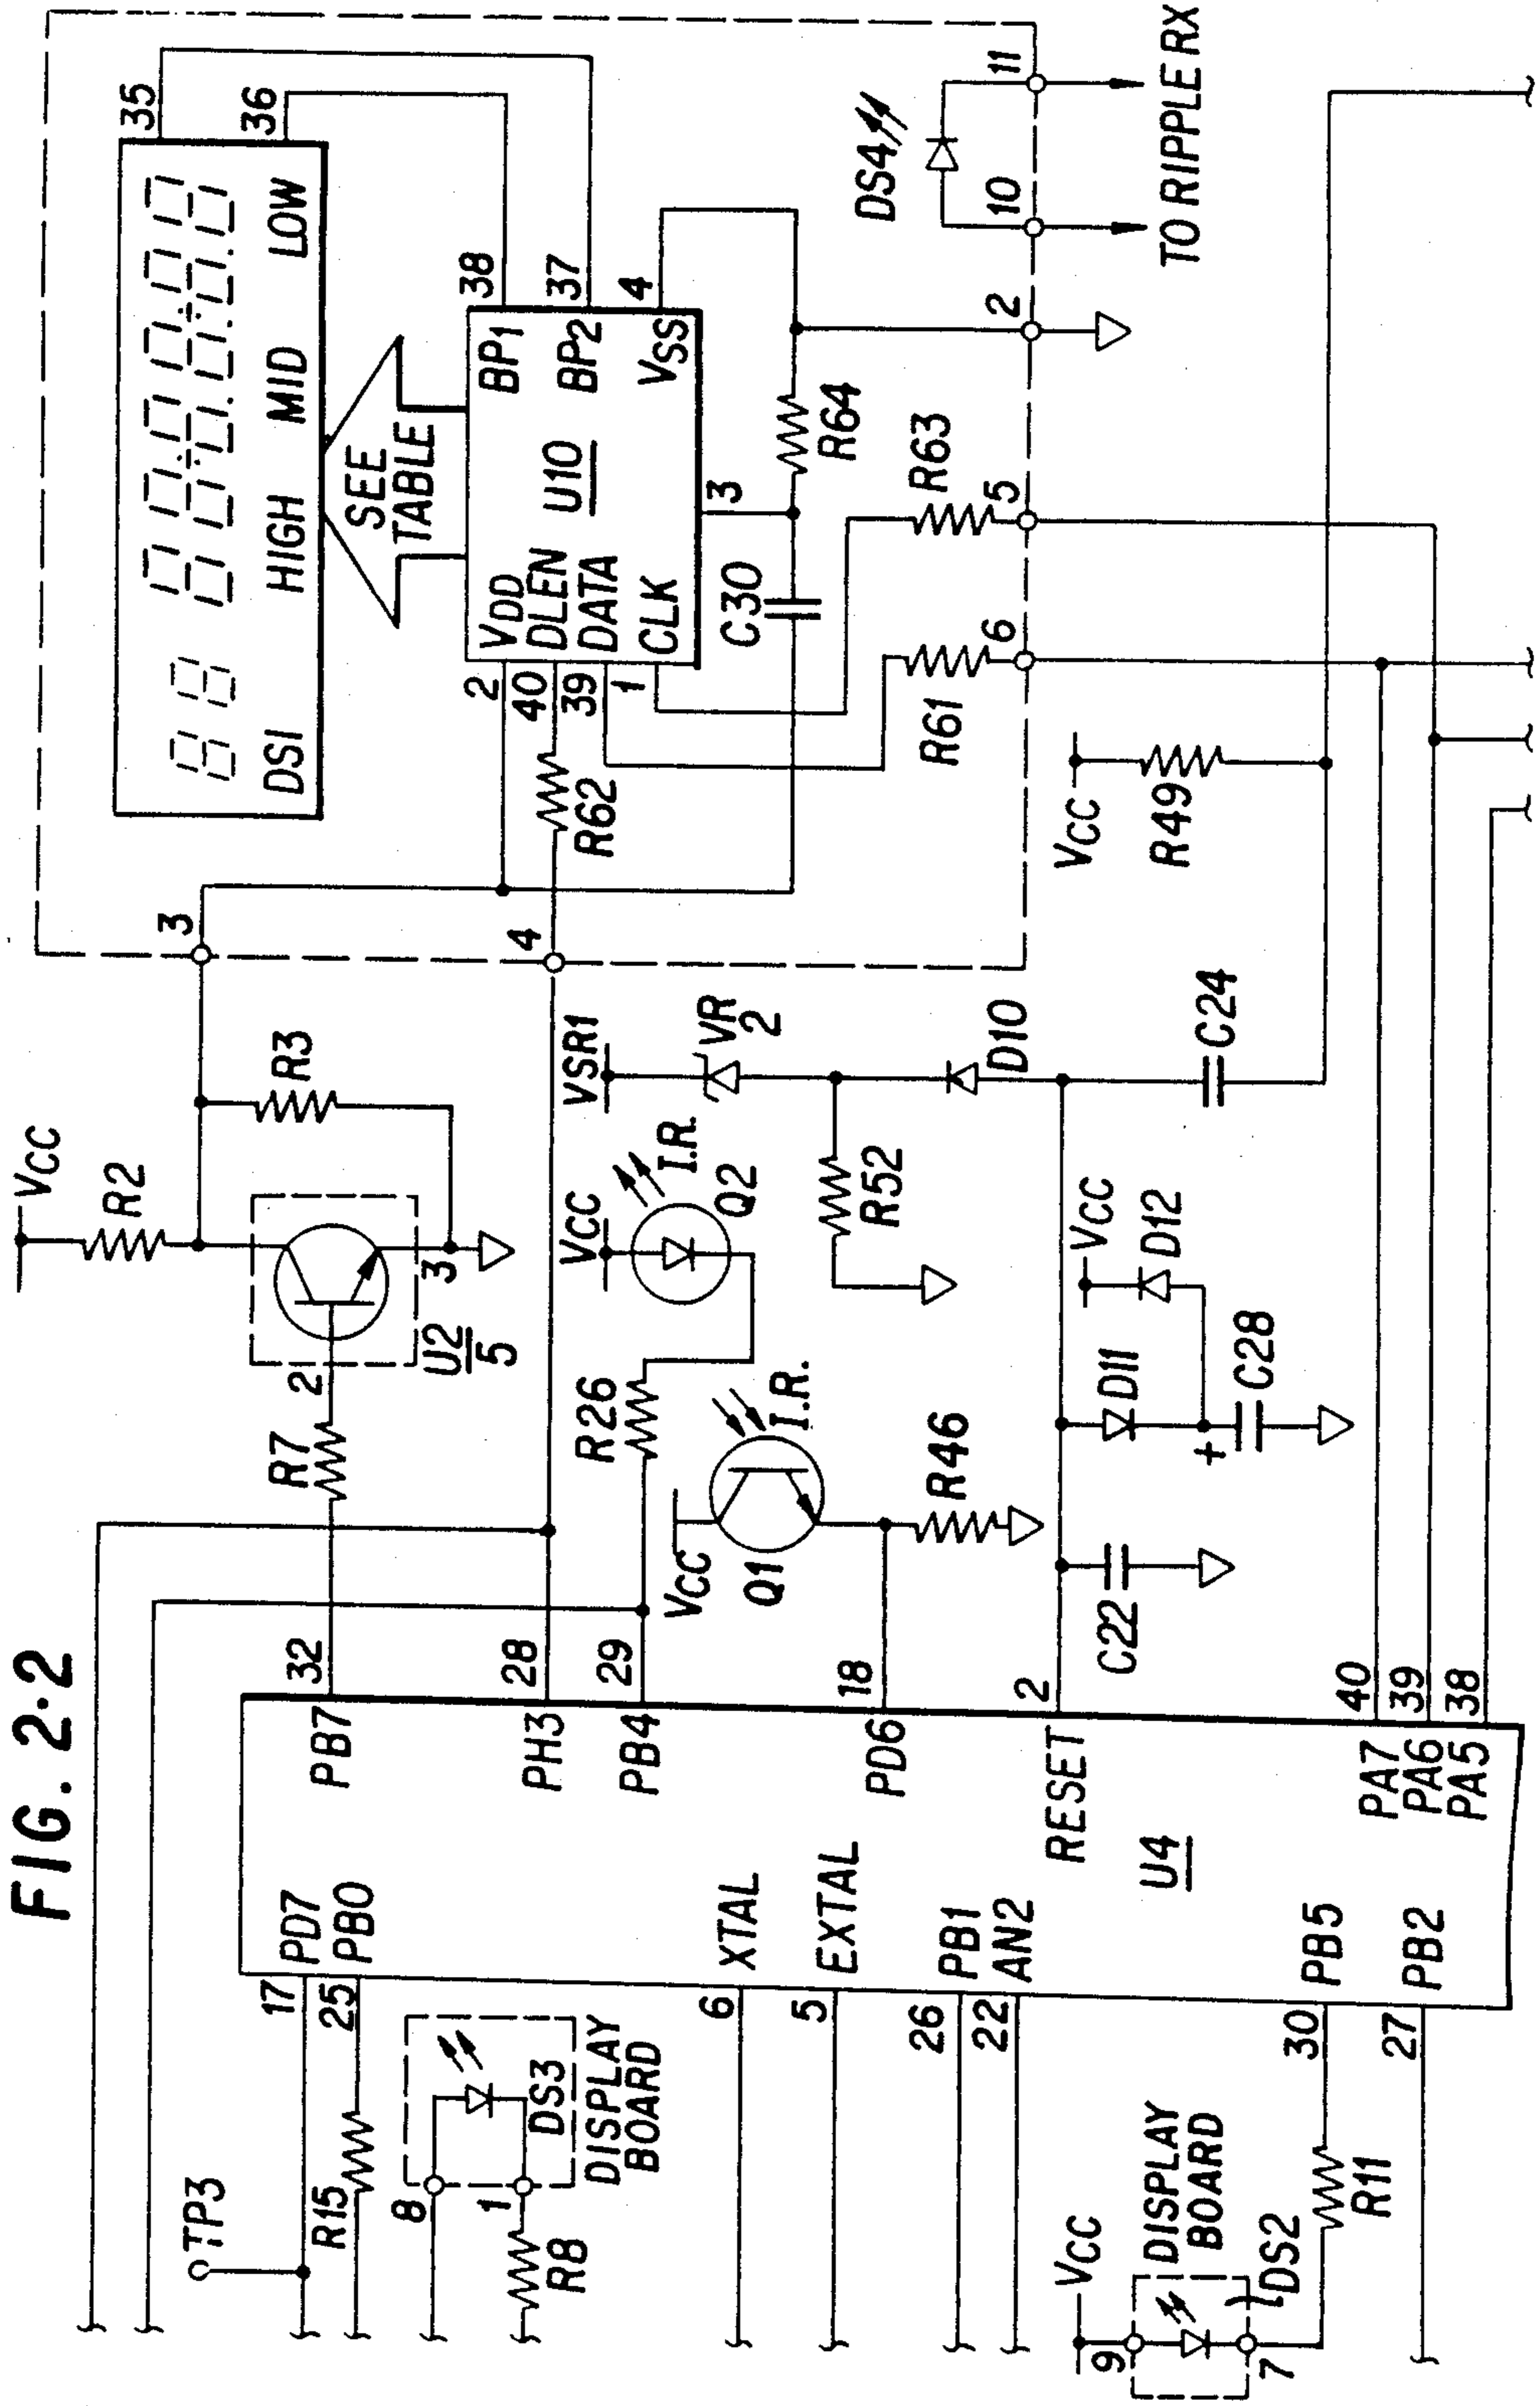 FIG. 2·2
35
36
DSI HIGH MID LOW
SEE
TABLE
VDD
DLEN
DATA
CLK
U10
BP1
BP2
VSS
2
40
39
1
38
37
4
3
R62
C30
R64
R61
R63
6
5
2
10
11
DS4
TO RIPPLE RX
3
4
VCC
R2
R3
R7
2
3
U2
5
VCC
I.R.
Q2
R26
VSR1
VR
2
D10
R52
VCC
Q1
I.R.
R46
VCC
D12
D11
C28
+
C22
C24
VCC
R49
32
28
29
18
2
40
39
38
PB7
PH3
PB4
PD6
RESET
PA7
PA6
PA5
U4
PD7
PB0
XTAL
EXTAL
PB1
AN2
PB5
PB2
17
25
6
5
26
22
30
27
TP3
R15
8
1
DS3
DISPLAY
BOARD
R8
VCC
9
7
DISPLAY
BOARD
DS2
R11